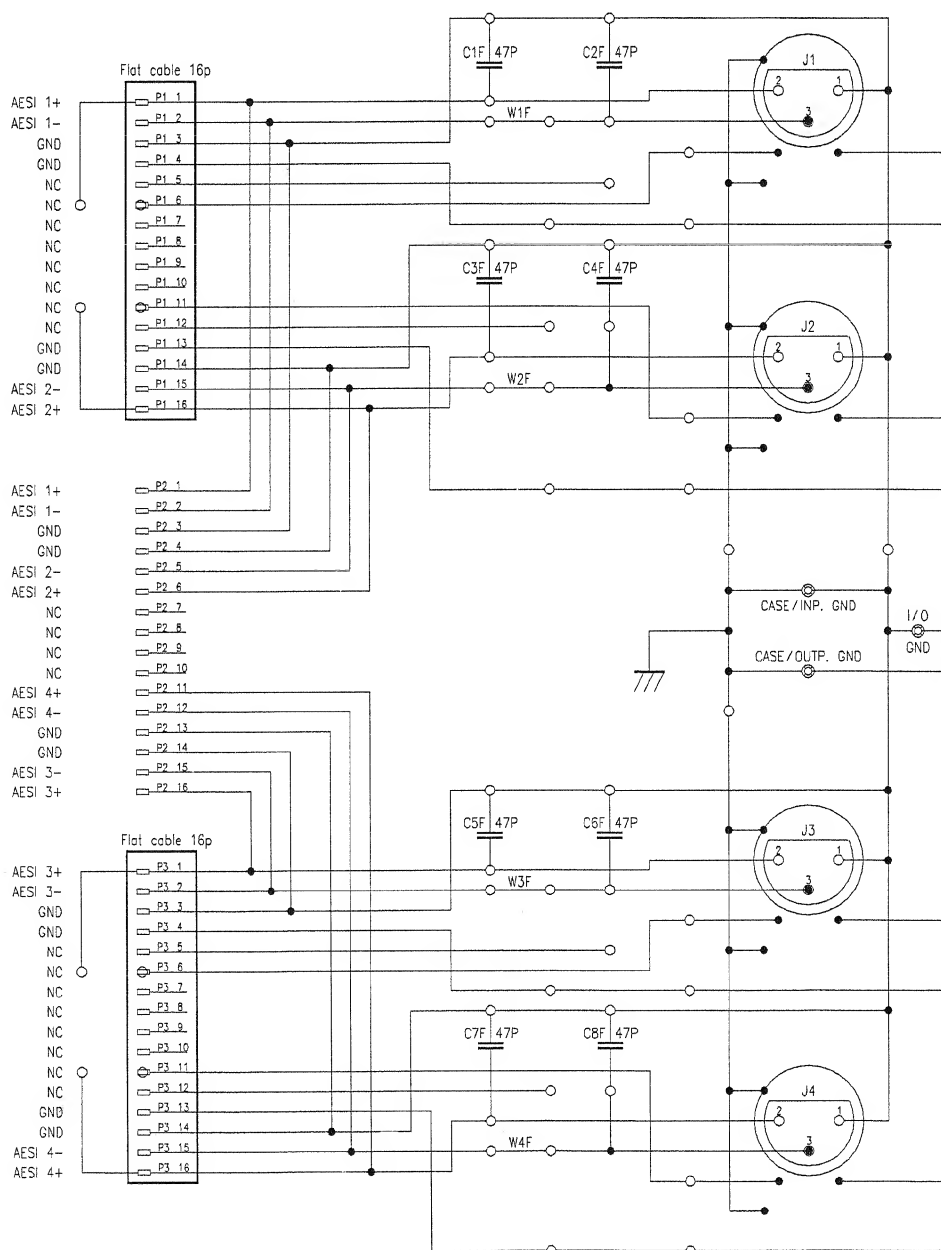 C1F 47P C2F 47P J1
Flat cable 16p
2 1
AESI 1+ P1 1
AESI 1- P1 2 W1F 3
GND P1 3
GND P1 4
NC P1 5
NC P1 6
NC P1 7
NC P1 8
NC P1 9 C3F 47P C4F 47P
NC P1 10
NC P1 11
NC P1 12 J2
GND P1 13 2 1
GND P1 14
AESI 2- P1 15 W2F 3
AESI 2+ P1 16
AESI 1+ P2 1
AESI 1- P2 2
GND P2 3
GND P2 4
AESI 2- P2 5
AESI 2+ P2 6
NC P2 7 CASE/INP. GND I/O
NC P2 8
NC P2 9 CASE/OUTP. GND GND
NC P2 10
AESI 4+ P2 11
AESI 4- P2 12
GND P2 13
GND P2 14
AESI 3- P2 15
AESI 3+ P2 16
C5F 47P C6F 47P J3
Flat cable 16p
2 1
AESI 3+ P3 1
AESI 3- P3 2 W3F 3
GND P3 3
GND P3 4
NC P3 5
NC P3 6
NC P3 7
NC P3 8
NC P3 9 C7F 47P C8F 47P
NC P3 10
NC P3 11
NC P3 12 J4
GND P3 13 2 1
GND P3 14
AESI 4- P3 15 W4F 3
AESI 4+ P3 16